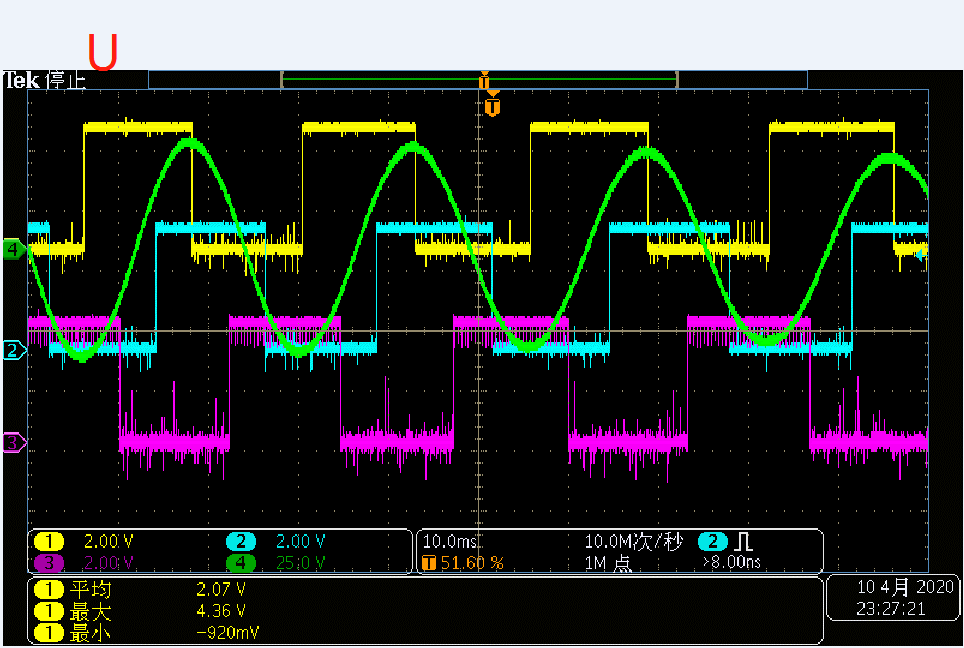 U
Tek 停止
T
T
4
2
3
1 2.00 V 2 2.00 V
3 2.00 V 4 25.0 V
10.0ms 10.0M次/秒 2
T 51.60 % 1M 点 >8.00ns
1 平均 2.07 V
1 最大 4.36 V
1 最小 -920mV
10 4月 2020
23:27:21